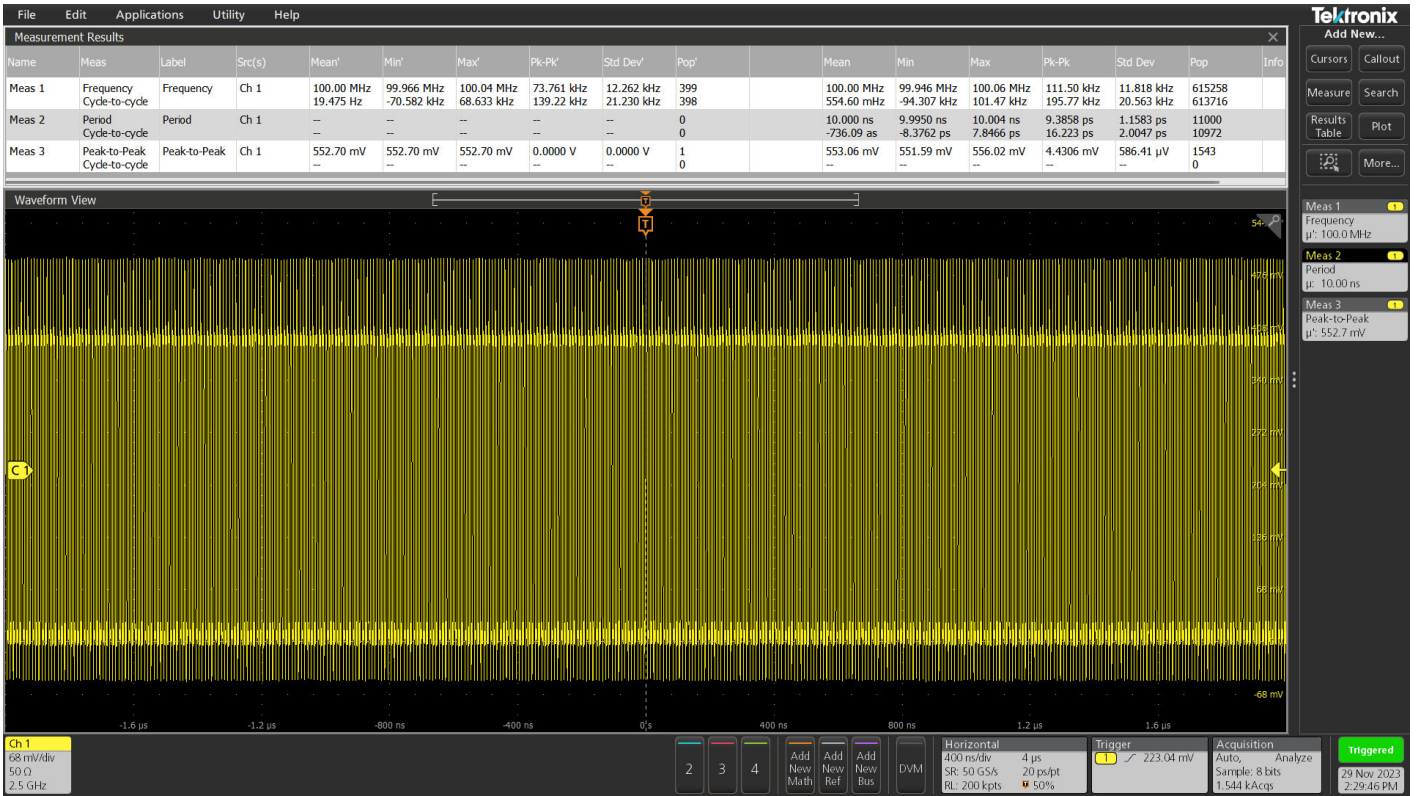 File Edit Applications Utility Help
Tektronix
Add New...
Measurement Results
Name Meas Label Src(s) Mean' Min' Max' Pk-Pk' Std Dev' Pop' Mean Min Max Pk-Pk Std Dev Pop Info
Meas 1 Frequency Frequency Ch 1 100.00 MHz 99.966 MHz 100.04 MHz 73.761 kHz 12.262 kHz 399 100.00 MHz 99.946 MHz 100.06 MHz 111.50 kHz 11.818 kHz 615258
Cycle-to-cycle 19.475 Hz -70.582 kHz 68.633 kHz 139.22 kHz 21.230 kHz 398 554.60 mHz -94.307 kHz 101.47 kHz 195.77 kHz 20.563 kHz 613716
Meas 2 Period Period Ch 1 -- -- -- -- -- 0 10.000 ns 9.9950 ns 10.004 ns 9.3858 ps 1.1583 ps 11000
Cycle-to-cycle -- -- -- -- -- 0 -736.09 as -8.3762 ps 7.8466 ps 16.223 ps 2.0047 ps 10972
Meas 3 Peak-to-Peak Peak-to-Peak Ch 1 552.70 mV 552.70 mV 552.70 mV 0.0000 V 0.0000 V 1 553.06 mV 551.59 mV 556.02 mV 4.4306 mV 586.41 µV 1543
Cycle-to-cycle -- -- -- -- -- 0 -- -- -- -- -- 0
Cursors Callout
Measure Search
Results Table Plot
More...
Waveform View
T
T
476 mV
408 mV
340 mV
272 mV
204 mV
136 mV
68 mV
-68 mV
C 1
-1.6 µs -1.2 µs -800 ns -400 ns 0 s 400 ns 800 ns 1.2 µs 1.6 µs
Meas 1 1
Frequency
µ': 100.0 MHz
Meas 2 1
Period
µ: 10.00 ns
Meas 3 1
Peak-to-Peak
µ': 552.7 mV
Ch 1
68 mV/div
50 Ω
2.5 GHz
2 3 4
Add New Math
Add New Ref
Add New Bus
DVM
Horizontal
400 ns/div 4 µs
SR: 50 GS/s 20 ps/pt
RL: 200 kpts 50%
Trigger
1 223.04 mV
Acquisition
Auto, Analyze
Sample: 8 bits
1.544 kAcqs
Triggered
29 Nov 2023
2:29:46 PM